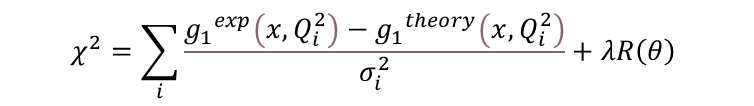 χ² = ∑ᵢ (g₁^exp(x, Qᵢ²) − g₁^theory(x, Qᵢ²)) / σᵢ² + λR(θ)